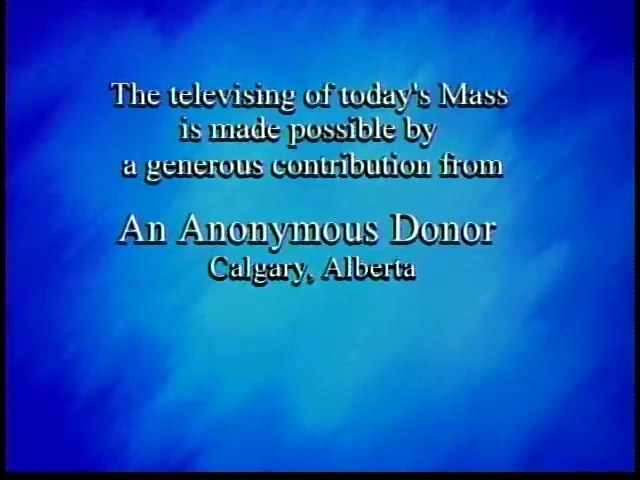 The televising of today's Mass
is made possible by
a generous contribution from
An Anonymous Donor
Calgary, Alberta